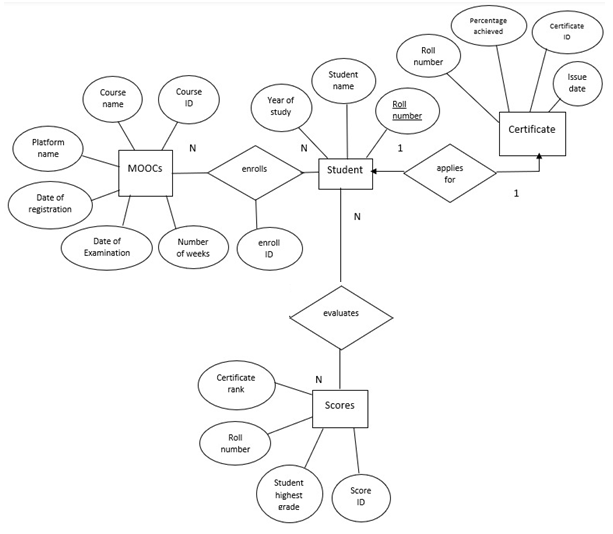 Percentage
achieved
Certificate
ID
Roll
number
Issue
date
Student
name
Course
name
Course
ID
Year of
study
Roll
number
Certificate
Platform
name
N
N
1
MOOCs
enrolls
Student
applies
for
1
Date of
registration
N
Date of
Examination
Number
of weeks
enroll
ID
evaluates
Certificate
rank
N
Scores
Roll
number
Student
highest
grade
Score
ID